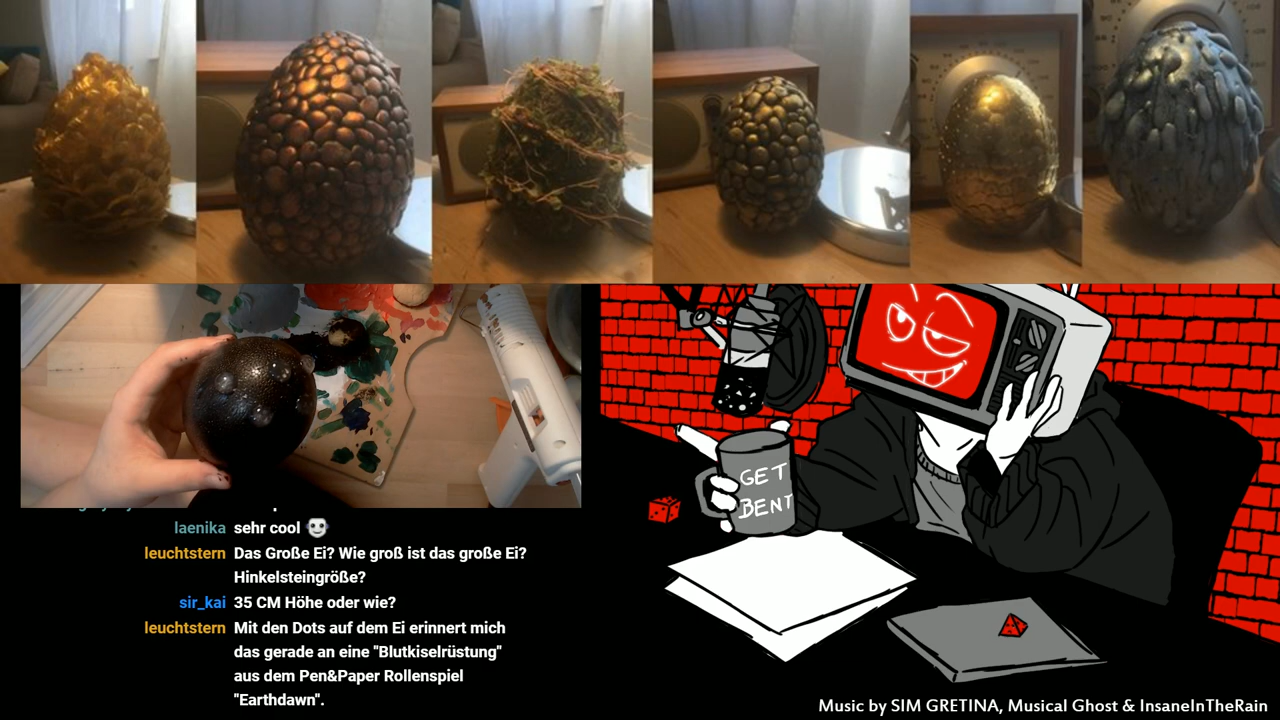 laenika sehr cool
leuchtstern Das Große Ei? Wie groß ist das große Ei?
Hinkelsteingröße?
sir_kai 35 CM Höhe oder wie?
leuchtstern Mit den Dots auf dem Ei erinnert mich
das gerade an eine "Blutkiselrüstung"
aus dem Pen&Paper Rollenspiel
"Earthdawn".
GET
BENT
Music by SIM GRETINA, Musical Ghost & InsaneInTheRain